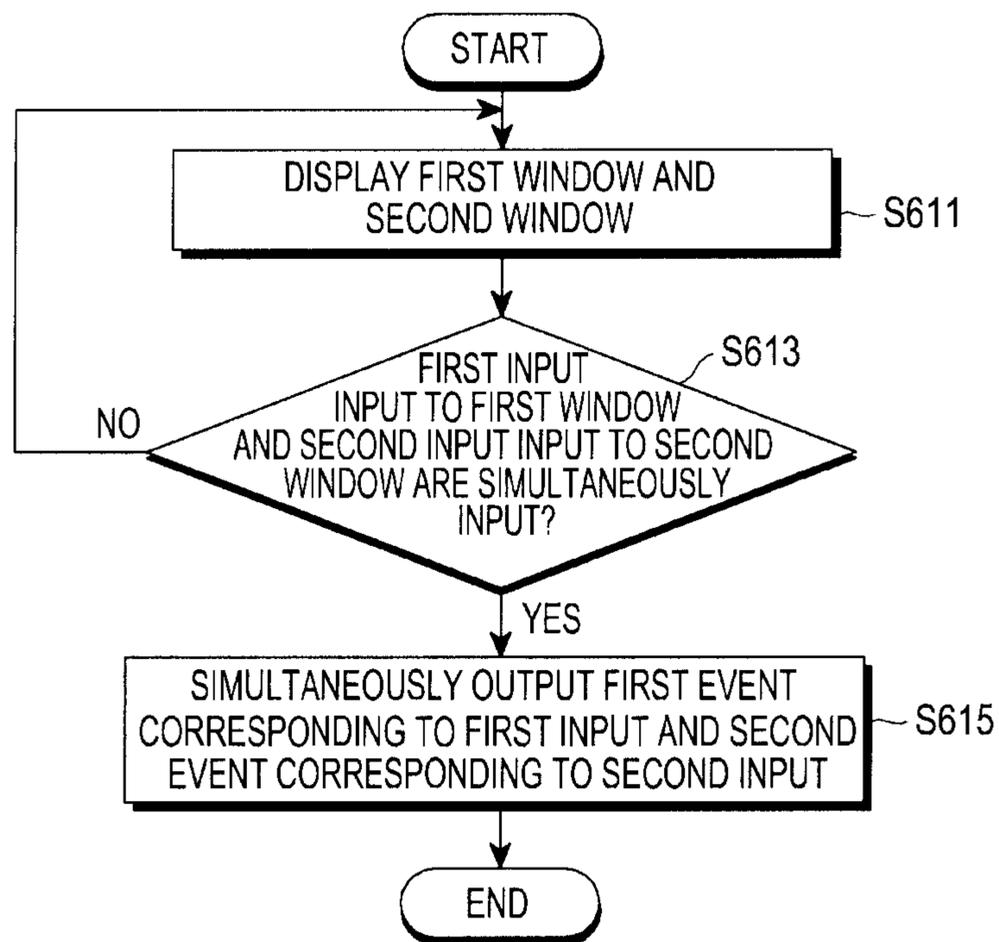 START
DISPLAY FIRST WINDOW AND
SECOND WINDOW
S611
FIRST INPUT
INPUT TO FIRST WINDOW
AND SECOND INPUT INPUT TO SECOND
WINDOW ARE SIMULTANEOUSLY
INPUT?
S613
NO
YES
SIMULTANEOUSLY OUTPUT FIRST EVENT
CORRESPONDING TO FIRST INPUT AND SECOND
EVENT CORRESPONDING TO SECOND INPUT
S615
END